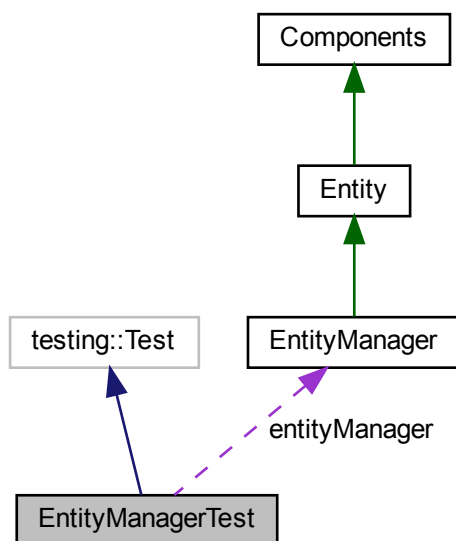 Components
Entity
testing::Test
EntityManager
entityManager
EntityManagerTest